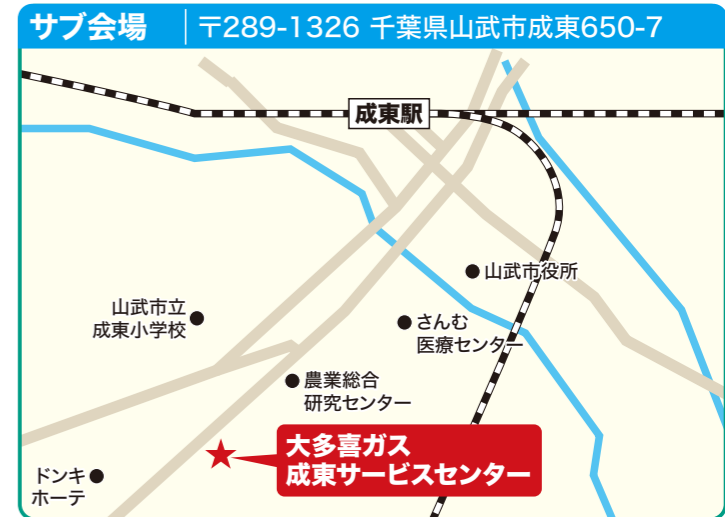 サブ会場 〒289-1326 千葉県山武市成東650-7
成東駅
山武市役所
山武市立
成東小学校
さんむ
医療センター
農業総合
研究センター
大多喜ガス
成東サービスセンター
ドンキ
ホーテ